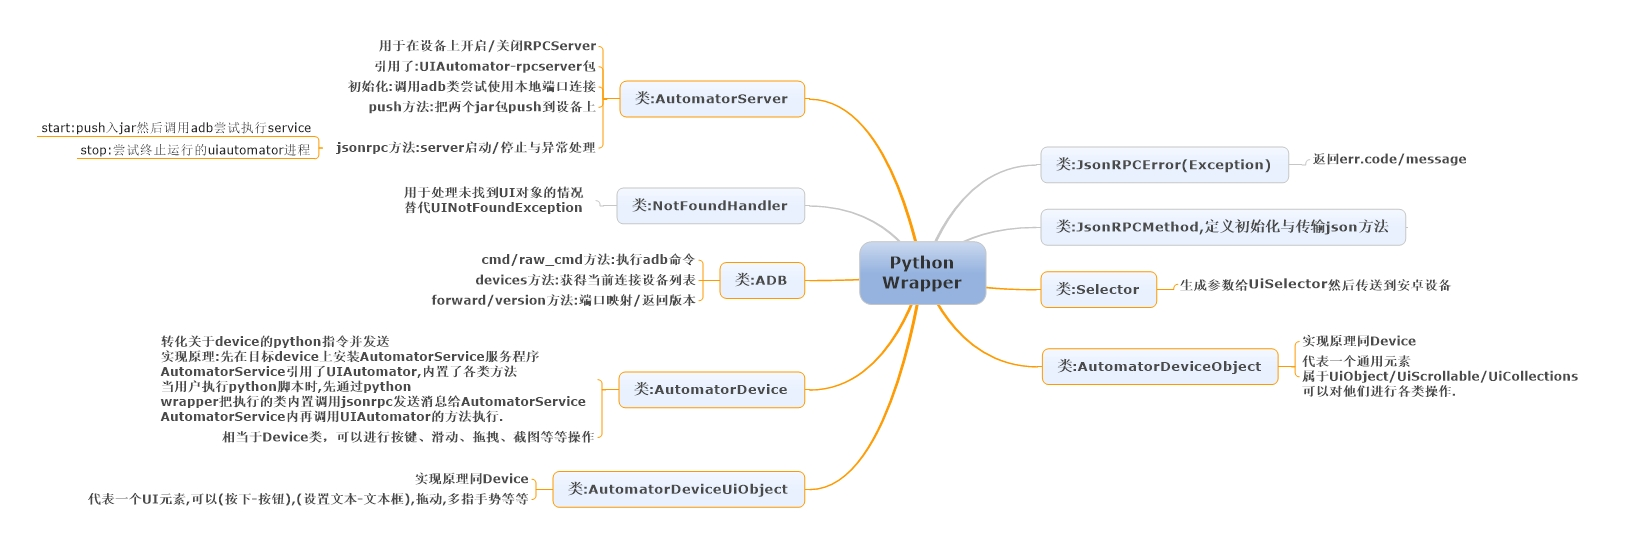 Python
Wrapper
类:AutomatorServer
用于在设备上开启/关闭RPCServer
引用了:UIAutomator-rpcserver包
初始化:调用adb类尝试使用本地端口连接
push方法:把两个jar包push到设备上
jsonrpc方法:server启动/停止与异常处理
start:push入jar然后调用adb尝试执行service
stop:尝试终止运行的uiautomator进程
类:NotFoundHandler
用于处理未找到UI对象的情况
替代UINotFoundException
类:ADB
cmd/raw_cmd方法:执行adb命令
devices方法:获得当前连接设备列表
forward/version方法:端口映射/返回版本
类:AutomatorDevice
转化关于device的python指令并发送
实现原理:先在目标device上安装AutomatorService服务程序
AutomatorService引用了UIAutomator,内置了各类方法
当用户执行python脚本时,先通过python
wrapper把执行的类内置调用jsonrpc发送消息给AutomatorService
AutomatorService内再调用UIAutomator的方法执行.
相当于Device类，可以进行按键、滑动、拖拽、截图等等操作
类:AutomatorDeviceUiObject
实现原理同Device
代表一个UI元素,可以(按下-按钮),(设置文本-文本框),拖动,多指手势等等
类:JsonRPCError(Exception)
返回err.code/message
类:JsonRPCMethod,定义初始化与传输json方法
类:Selector
生成参数给UiSelector然后传送到安卓设备
类:AutomatorDeviceObject
实现原理同Device
代表一个通用元素
属于UiObject/UiScrollable/UiCollections
可以对他们进行各类操作.